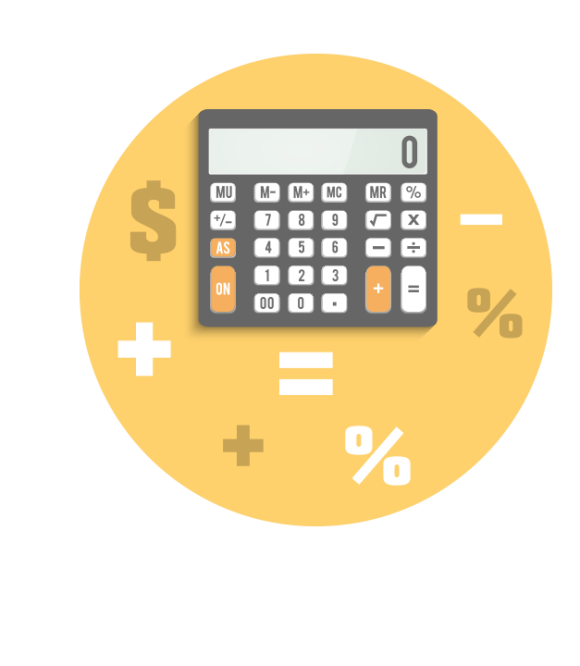 0
MU M- M+ MC MR %
+/- 7 8 9 √ X
AS 4 5 6 - ÷
ON 1 2 3 + =
00 0 .
$
-
%
+
=
+
%